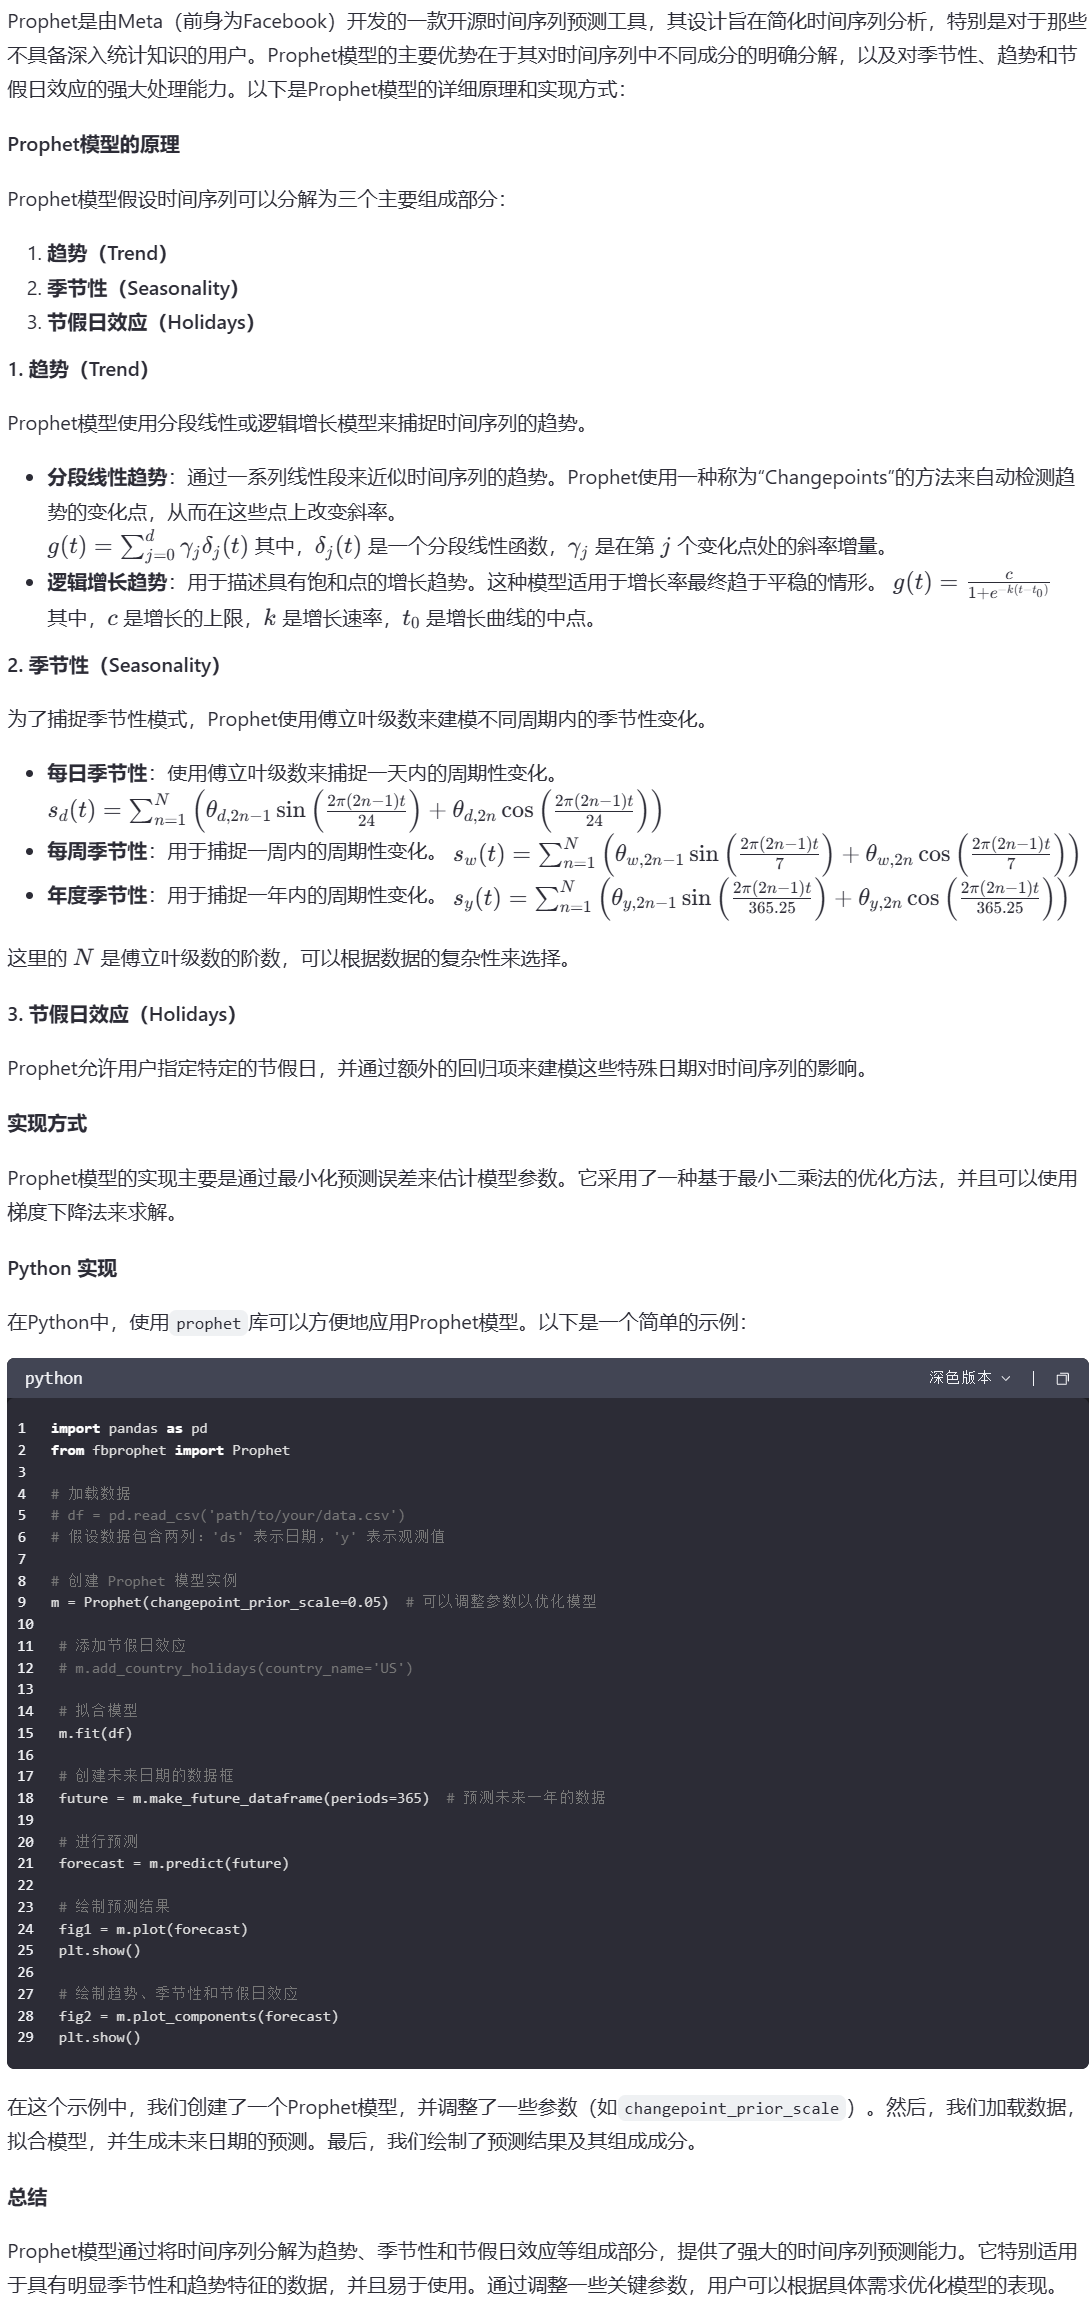 Prophet是由Meta（前身为Facebook）开发的一款开源时间序列预测工具，其设计旨在简化时间序列分析，特别是对于那些
不具备深入统计知识的用户。Prophet模型的主要优势在于其对时间序列中不同成分的明确分解，以及对季节性、趋势和节
假日效应的强大处理能力。以下是Prophet模型的详细原理和实现方式：
Prophet模型的原理
Prophet模型假设时间序列可以分解为三个主要组成部分：
1. 趋势（Trend）
2. 季节性（Seasonality）
3. 节假日效应（Holidays）
1. 趋势（Trend）
Prophet模型使用分段线性或逻辑增长模型来捕捉时间序列的趋势。
• 分段线性趋势：通过一系列线性段来近似时间序列的趋势。Prophet使用一种称为“Changepoints”的方法来自动检测趋
势的变化点，从而在这些点上改变斜率。
$g(t) = \sum_{j=0}^{d} \gamma_j \delta_j(t)$ 其中，$\delta_j(t)$ 是一个分段线性函数，$\gamma_j$ 是在第 $j$ 个变化点处的斜率增量。
• 逻辑增长趋势：用于描述具有饱和点的增长趋势。这种模型适用于增长率最终趋于平稳的情形。 $g(t) = \frac{c}{1+e^{-k(t-t_0)}}$
其中，$c$ 是增长的上限，$k$ 是增长速率，$t_0$ 是增长曲线的中点。
2. 季节性（Seasonality）
为了捕捉季节性模式，Prophet使用傅立叶级数来建模不同周期内的季节性变化。
• 每日季节性：使用傅立叶级数来捕捉一天内的周期性变化。
$s_d(t) = \sum_{n=1}^{N} \left( \theta_{d,2n-1} \sin \left( \frac{2\pi(2n-1)t}{24} \right) + \theta_{d,2n} \cos \left( \frac{2\pi(2n-1)t}{24} \right) \right)$
• 每周季节性：用于捕捉一周内的周期性变化。 $s_w(t) = \sum_{n=1}^{N} \left( \theta_{w,2n-1} \sin \left( \frac{2\pi(2n-1)t}{7} \right) + \theta_{w,2n} \cos \left( \frac{2\pi(2n-1)t}{7} \right) \right)$
• 年度季节性：用于捕捉一年内的周期性变化。 $s_y(t) = \sum_{n=1}^{N} \left( \theta_{y,2n-1} \sin \left( \frac{2\pi(2n-1)t}{365.25} \right) + \theta_{y,2n} \cos \left( \frac{2\pi(2n-1)t}{365.25} \right) \right)$
这里的 $N$ 是傅立叶级数的阶数，可以根据数据的复杂性来选择。
3. 节假日效应（Holidays）
Prophet允许用户指定特定的节假日，并通过额外的回归项来建模这些特殊日期对时间序列的影响。
实现方式
Prophet模型的实现主要是通过最小化预测误差来估计模型参数。它采用了一种基于最小二乘法的优化方法，并且可以使用
梯度下降法来求解。
Python 实现
在Python中，使用 prophet 库可以方便地应用Prophet模型。以下是一个简单的示例：
python 深色版本
1 import pandas as pd
2 from fbprophet import Prophet
3
4 # 加载数据
5 # df = pd.read_csv('path/to/your/data.csv')
6 # 假设数据包含两列：'ds' 表示日期，'y' 表示观测值
7
8 # 创建 Prophet 模型实例
9 m = Prophet(changepoint_prior_scale=0.05)  # 可以调整参数以优化模型
10
11 # 添加节假日效应
12 # m.add_country_holidays(country_name='US')
13
14 # 拟合模型
15 m.fit(df)
16
17 # 创建未来日期的数据框
18 future = m.make_future_dataframe(periods=365)  # 预测未来一年的数据
19
20 # 进行预测
21 forecast = m.predict(future)
22
23 # 绘制预测结果
24 fig1 = m.plot(forecast)
25 plt.show()
26
27 # 绘制趋势、季节性和节假日效应
28 fig2 = m.plot_components(forecast)
29 plt.show()
在这个示例中，我们创建了一个Prophet模型，并调整了一些参数（如 changepoint_prior_scale ）。然后，我们加载数据，
拟合模型，并生成未来日期的预测。最后，我们绘制了预测结果及其组成成分。
总结
Prophet模型通过将时间序列分解为趋势、季节性和节假日效应等组成部分，提供了强大的时间序列预测能力。它特别适用
于具有明显季节性和趋势特征的数据，并且易于使用。通过调整一些关键参数，用户可以根据具体需求优化模型的表现。